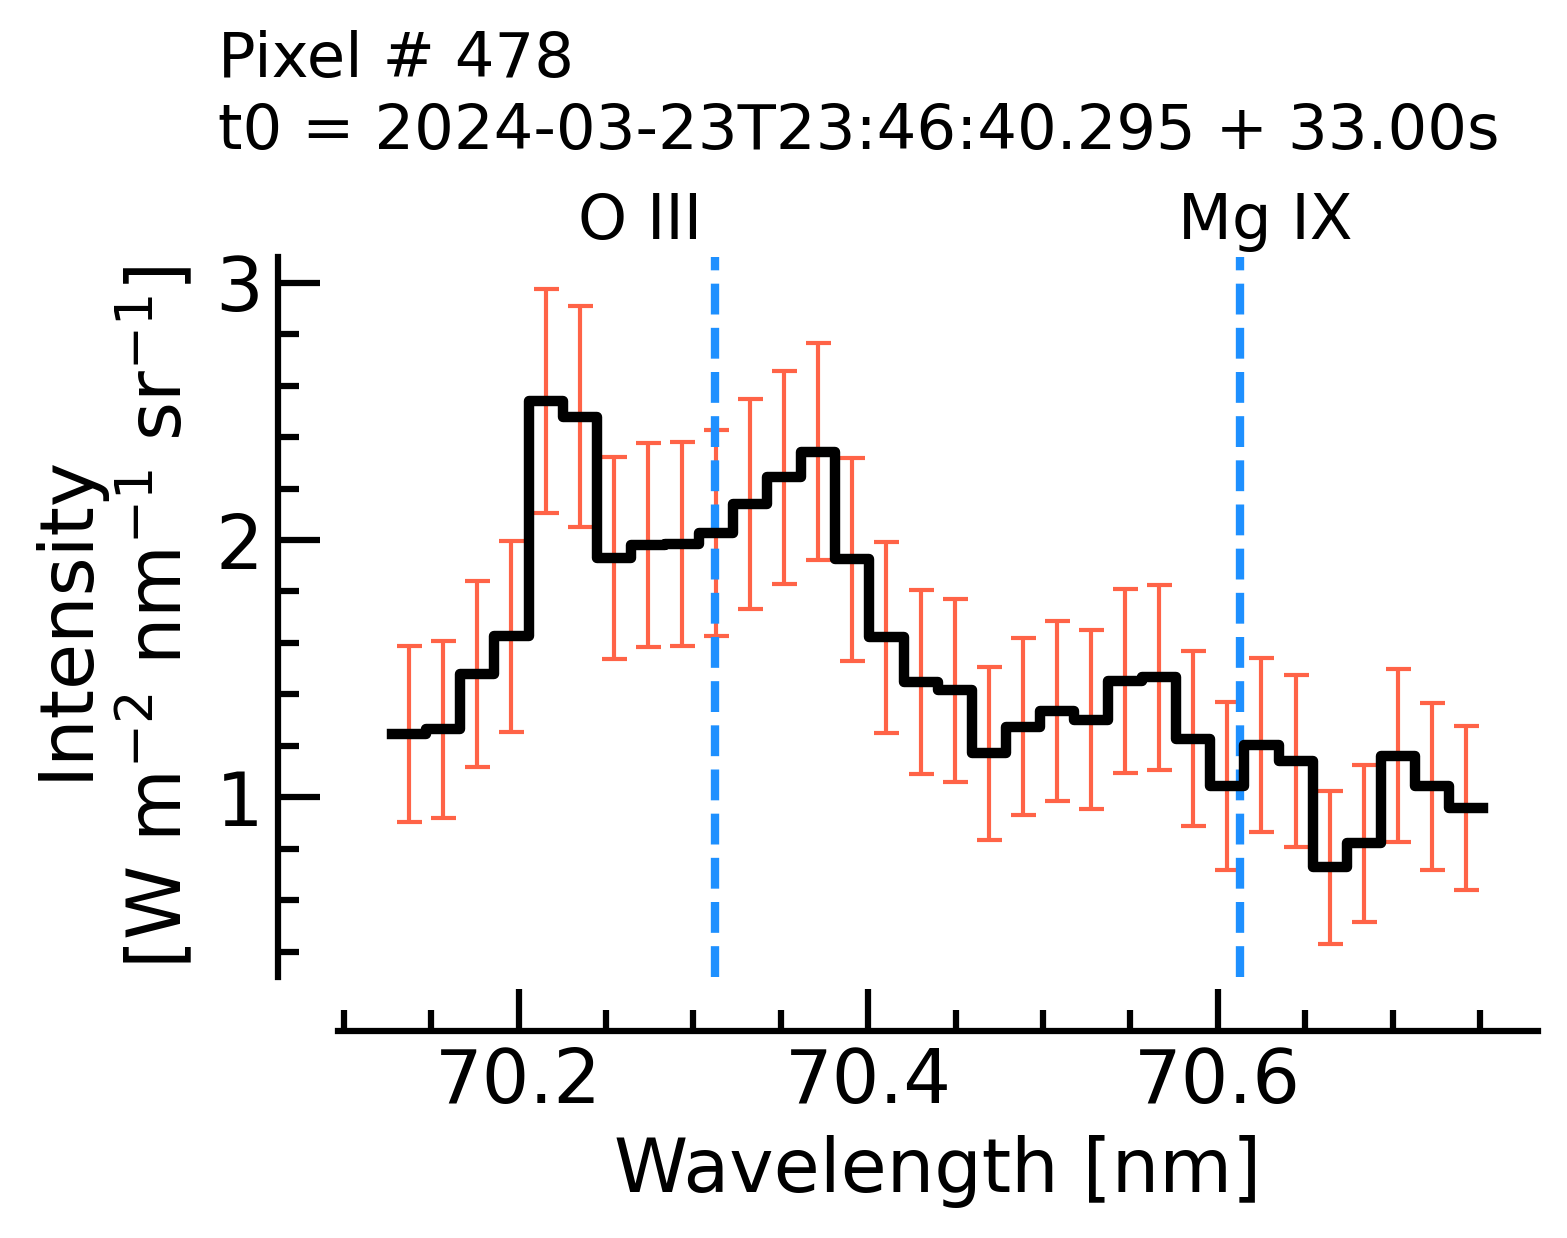 Pixel # 478
t0 = 2024-03-23T23:46:40.295 + 33.00s
O III
Mg IX
Intensity
[W m⁻² nm⁻¹ sr⁻¹]
3
2
1
70.2 70.4 70.6
Wavelength [nm]